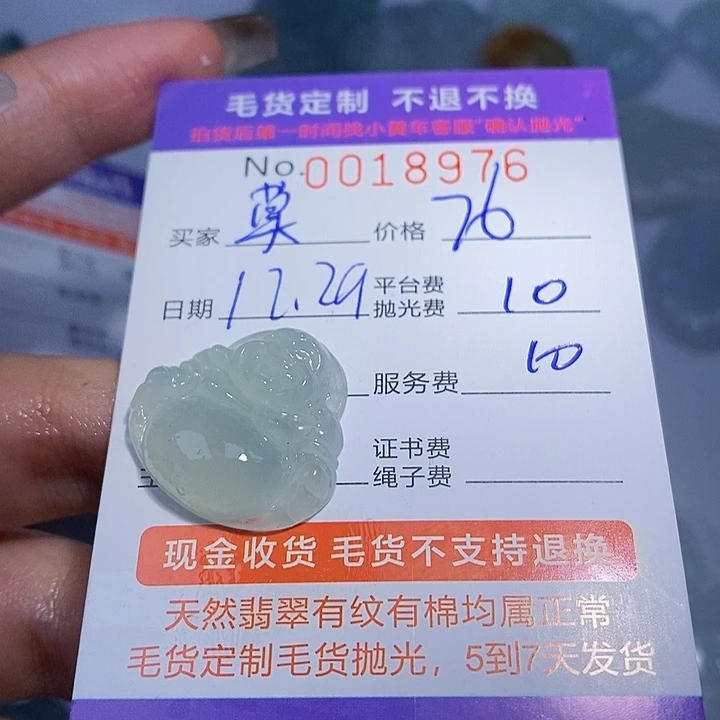 毛货定制 不退不换
拍货后第一时间找小黄车客服"确认抛光"
No.0018976
买家 莫 价格 76
日期 12.29 平台费
抛光费 10
10
服务费
证书费
绳子费
现金收货 毛货不支持退换
天然翡翠有纹有棉均属正常
毛货定制毛货抛光，5到7天发货